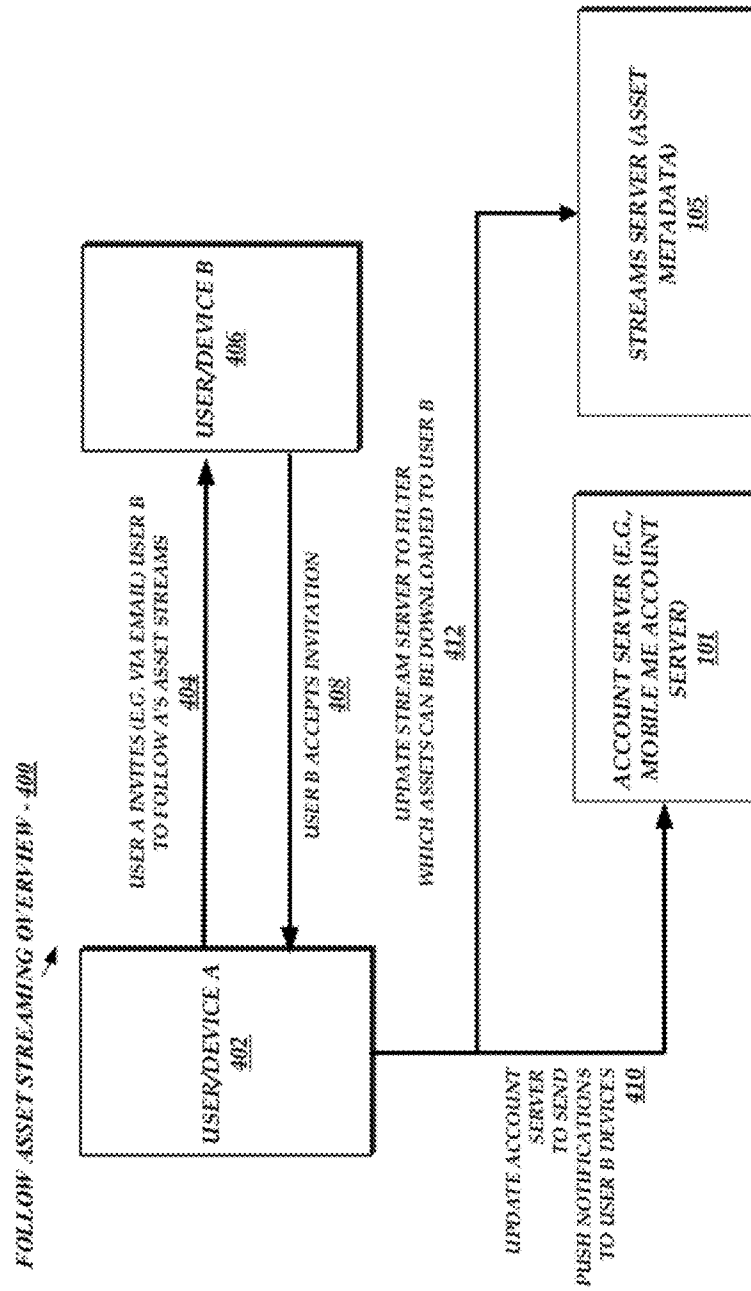 FOLLOW ASSET STREAMING OVERVIEW - 400
USER/DEVICE A
402
USER A INVITES (E.G. VIA EMAIL) USER B
TO FOLLOW A'S ASSET STREAMS
404
USER B ACCEPTS INVITATION
408
USER/DEVICE B
406
UPDATE ACCOUNT
SERVER
TO SEND
PUSH NOTIFICATIONS
TO USER B DEVICES
410
UPDATE STREAM SERVER TO FILTER
WHICH ASSETS CAN BE DOWNLOADED TO USER B
412
ACCOUNT SERVER (E.G.,
MOBILE ME ACCOUNT
SERVER)
101
STREAMS SERVER (ASSET
METADATA)
105